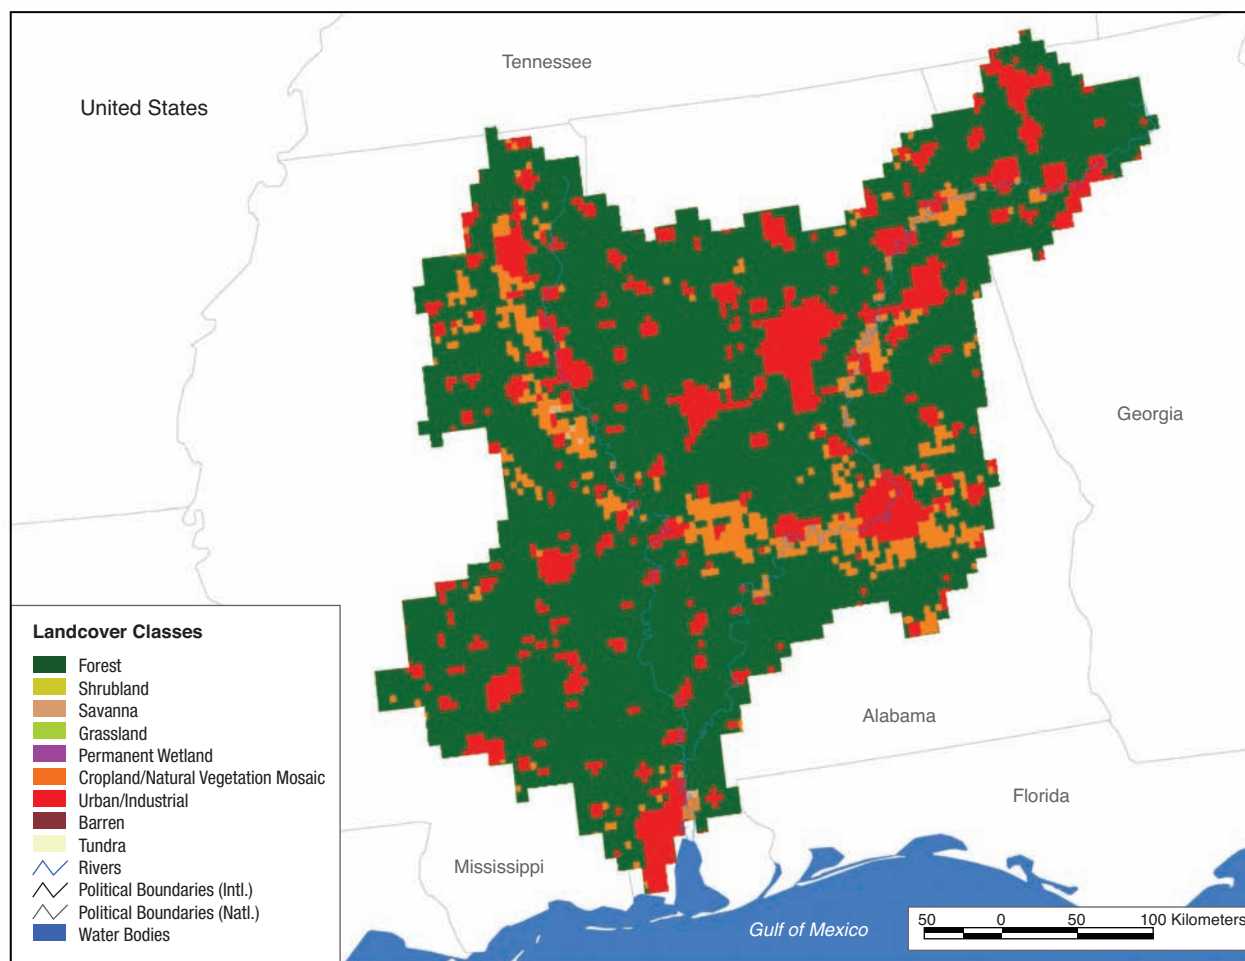 Tennessee
United States
Georgia
Alabama
Florida
Mississippi
Gulf of Mexico
Landcover Classes
Forest
Shrubland
Savanna
Grassland
Permanent Wetland
Cropland/Natural Vegetation Mosaic
Urban/Industrial
Barren
Tundra
Rivers
Political Boundaries (Intl.)
Political Boundaries (Natl.)
Water Bodies
50 0 50 100 Kilometers